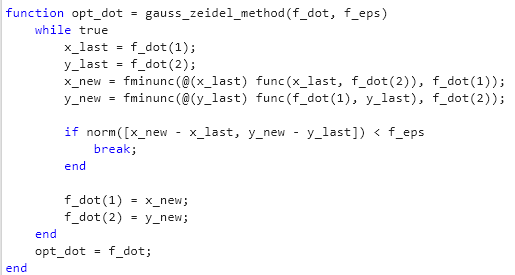 function opt_dot = gauss_zeidel_method(f_dot, f_eps)
    while true
        x_last = f_dot(1);
        y_last = f_dot(2);
        x_new = fminunc(@(x_last) func(x_last, f_dot(2)), f_dot(1));
        y_new = fminunc(@(y_last) func(f_dot(1), y_last), f_dot(2));

        if norm([x_new - x_last, y_new - y_last]) < f_eps
            break;
        end

        f_dot(1) = x_new;
        f_dot(2) = y_new;
    end
    opt_dot = f_dot;
end